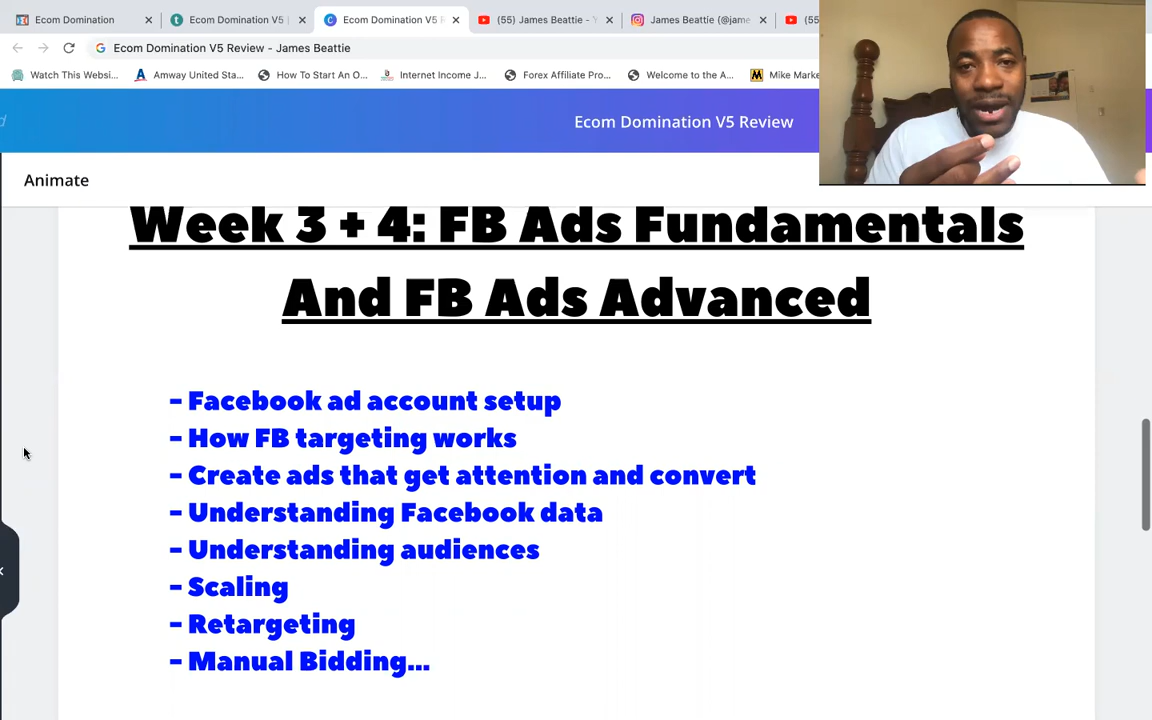 Ecom Domination
Ecom Domination V5
Ecom Domination V5 R
(55) James Beattie - Y
James Beattie (@jame
(55
Ecom Domination V5 Review - James Beattie
Watch This Websi...
Amway United Sta...
How To Start An O...
Internet Income J...
Forex Affiliate Pro...
Welcome to the A...
Mike Marke
d
Ecom Domination V5 Review
Animate
Week 3 + 4: FB Ads Fundamentals
And FB Ads Advanced
- Facebook ad account setup
- How FB targeting works
- Create ads that get attention and convert
- Understanding Facebook data
- Understanding audiences
- Scaling
- Retargeting
- Manual Bidding...